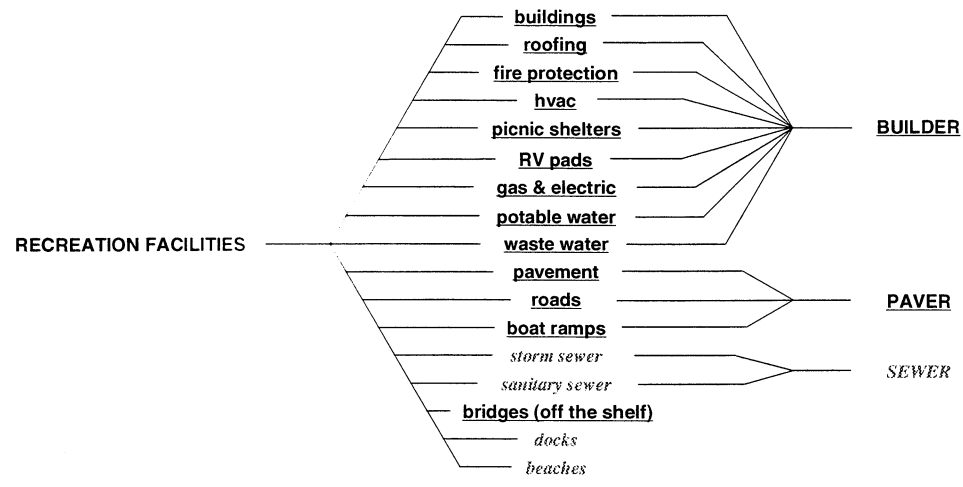 buildings
roofing
fire protection
hvac
picnic shelters
BUILDER
RV pads
gas & electric
potable water
RECREATION FACILITIES
waste water
pavement
roads
PAVER
boat ramps
storm sewer
SEWER
sanitary sewer
bridges (off the shelf)
docks
beaches